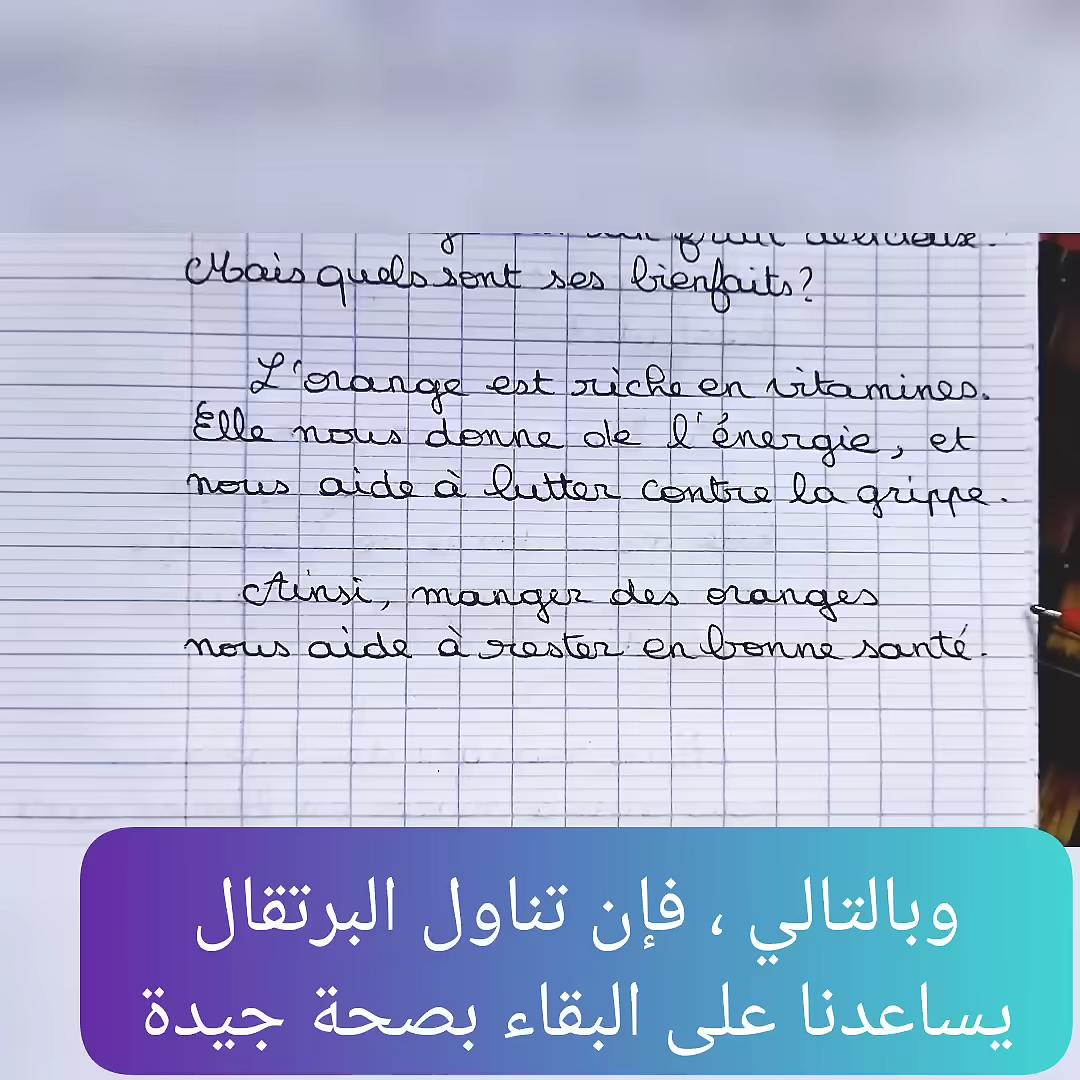 fruit délicieux.
Mais quels sont ses bienfaits?
L'orange est riche en vitamines.
Elle nous donne de l'énergie, et
nous aide à lutter contre la grippe.
Ainsi, manger des oranges
nous aide à rester en bonne santé.
وبالتالي ، فإن تناول البرتقال
يساعدنا على البقاء بصحة جيدة